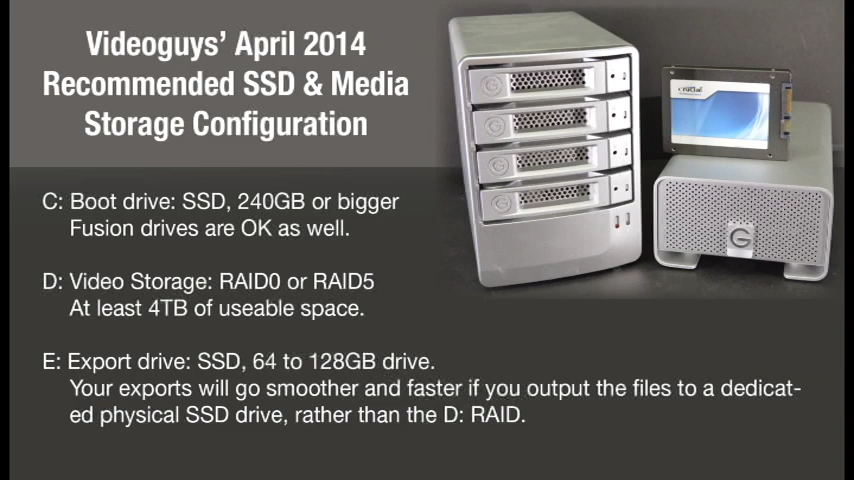 Videoguys' April 2014
Recommended SSD & Media
Storage Configuration
crucial
C: Boot drive: SSD, 240GB or bigger
Fusion drives are OK as well.
D: Video Storage: RAID0 or RAID5
At least 4TB of useable space.
E: Export drive: SSD, 64 to 128GB drive.
Your exports will go smoother and faster if you output the files to a dedicat-
ed physical SSD drive, rather than the D: RAID.
G